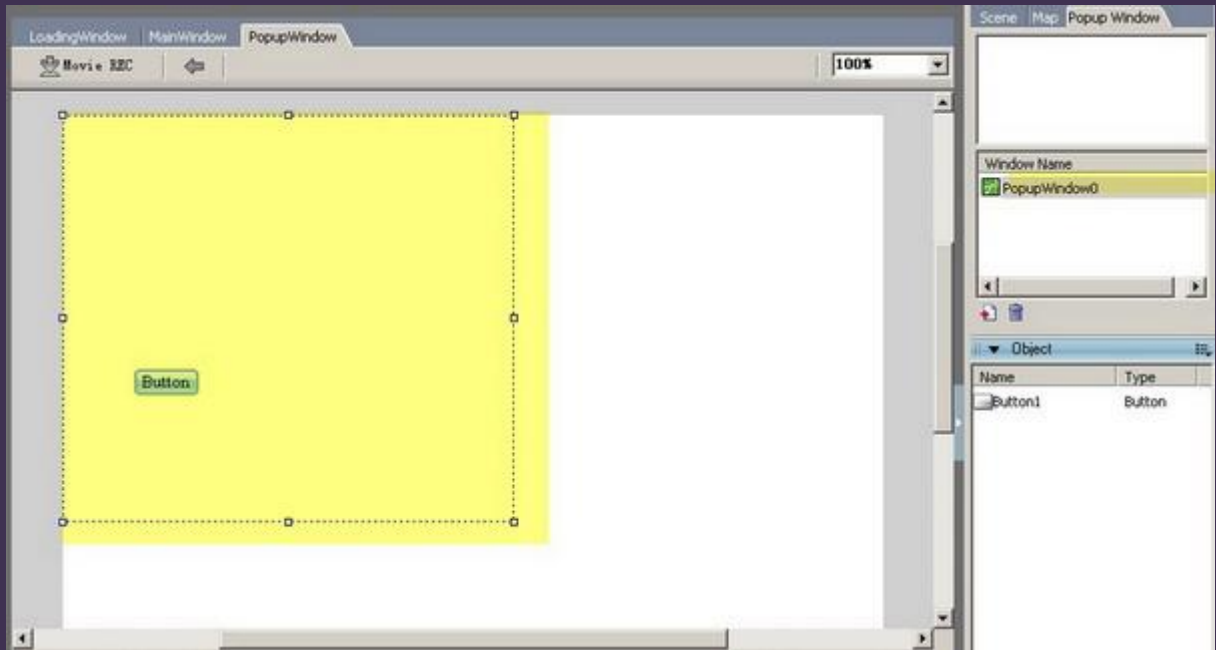 LoadingWindow MainWindow PopupWindow
Movie REC
100%
Button
Scene Map Popup Window
Window Name
PopupWindow0
Object
Name Type
Button1 Button